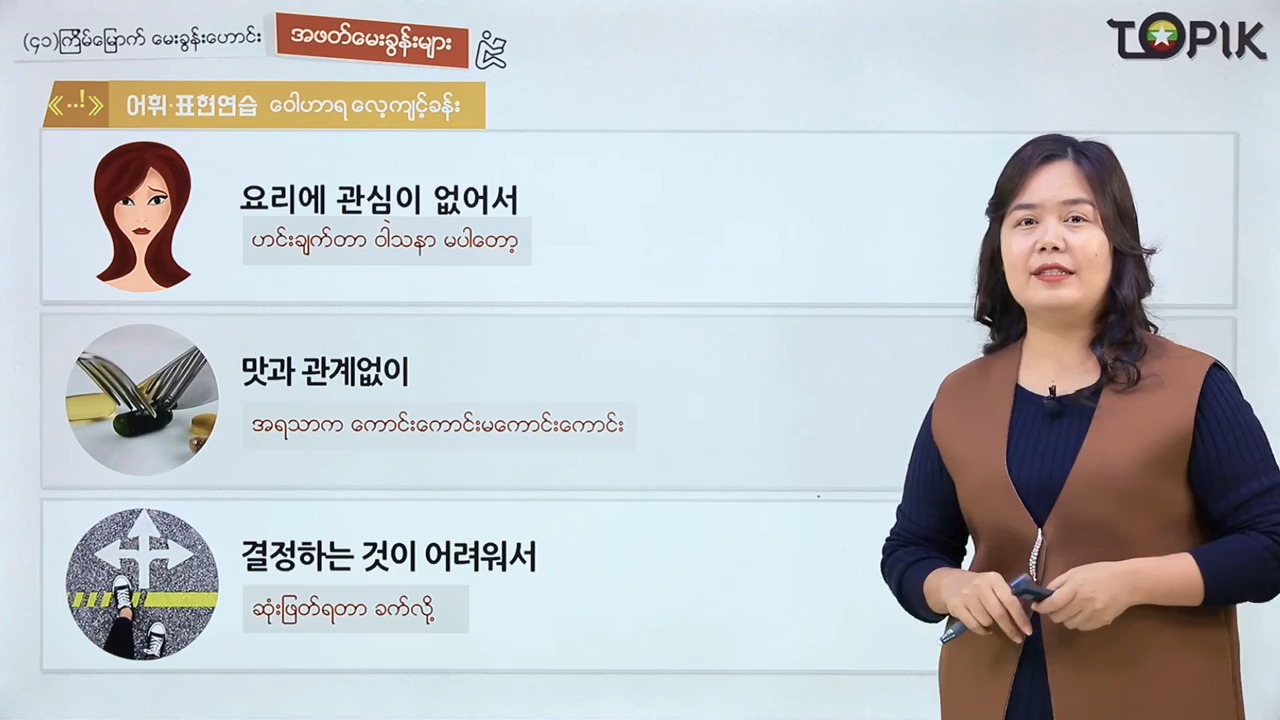 (၄၁)ကြိမ်မြောက် မေးခွန်းဟောင်း
အဖတ်မေးခွန်းများ
TOPIK
어휘·표현연습 ဝေါဟာရ လေ့ကျင့်ခန်း
요리에 관심이 없어서
ဟင်းချက်တာ ဝါသနာ မပါတော့
맛과 관계없이
အရသာက ကောင်းကောင်းမကောင်းကောင်း
결정하는 것이 어려워서
ဆုံးဖြတ်ရတာ ခက်လို့